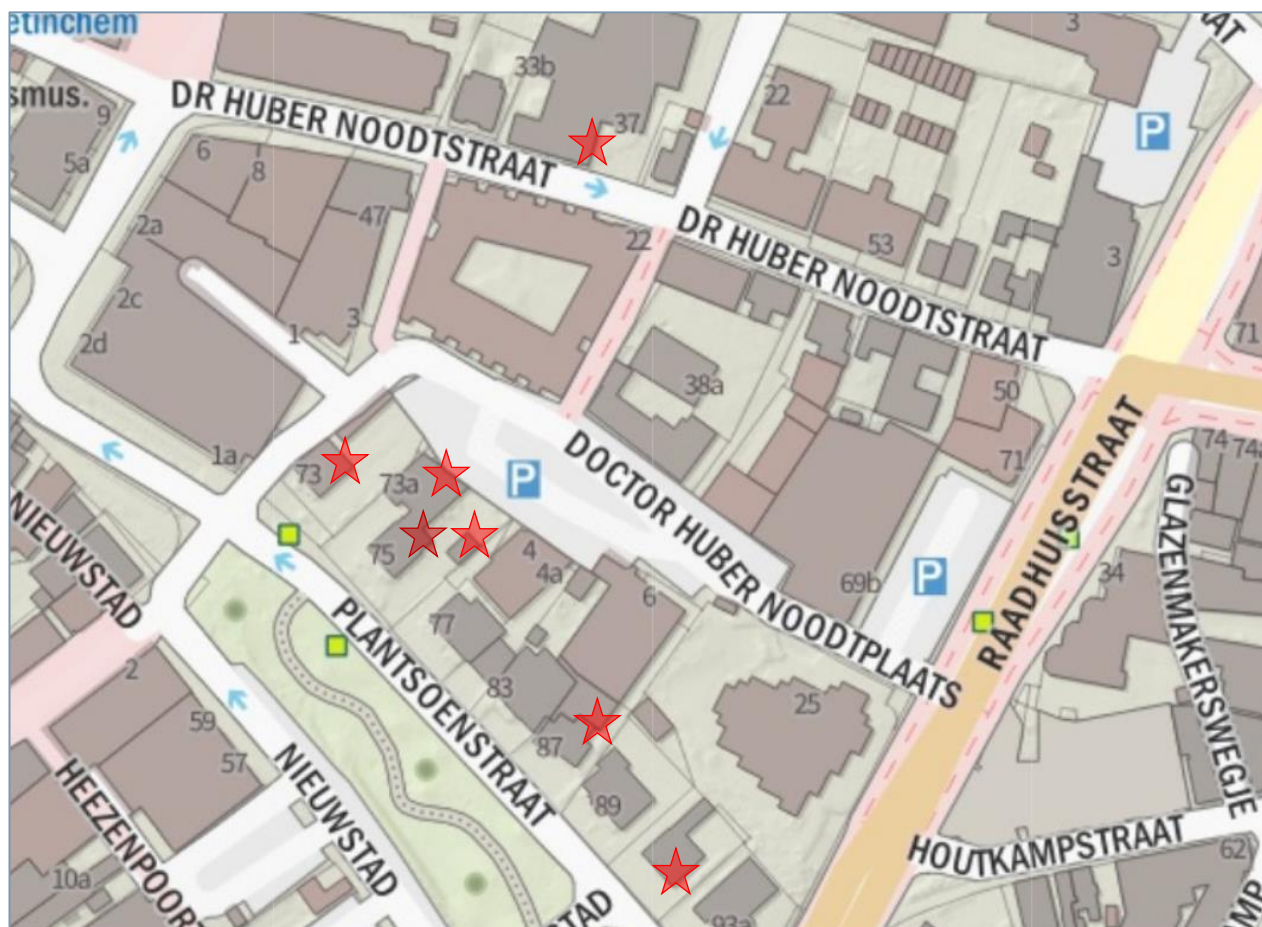 etinchem
smus.
9
5a
33b
37
22
3
P
DR HUBER NOODTSTRAAT
6
8
47
2a
2c
2d
1
3
1a
22
DR HUBER NOODTSTRAAT
53
3
71
38a
50
71
74
DOCTOR HUBER NOODTPLAATS
P
73
73a
75
4
4a
6
69b
P
RAADHUISSTRAAT
GLAZENMAKERSWEGJE
34
NIEUWSTAD
PLANTSOENSTRAAT
77
83
87
89
25
2
59
57
NIEUWSTAD
HEEZENPOORT
10a
HOUTKAMPSTRAAT
62
93a